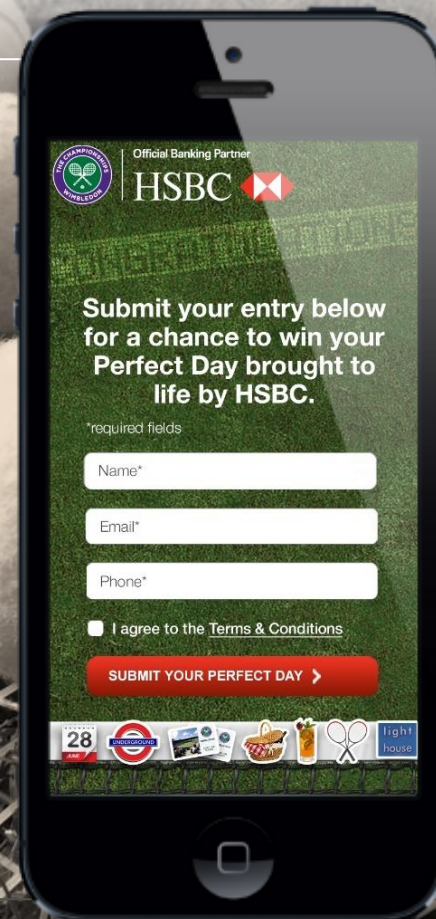 THE CHAMPIONSHIPS
WIMBLEDON
Official Banking Partner
HSBC
Submit your entry below
for a chance to win your
Perfect Day brought to
life by HSBC.
*required fields
Name*
Email*
Phone*
I agree to the Terms & Conditions
SUBMIT YOUR PERFECT DAY
28
JUNE
UNDERGROUND
light
house